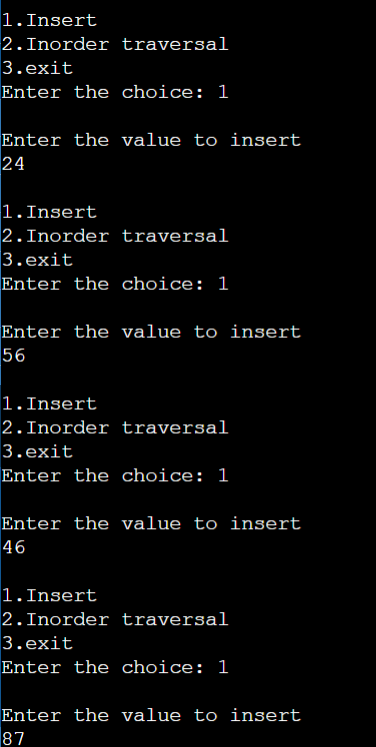 1.Insert
2.Inorder traversal
3.exit
Enter the choice: 1
Enter the value to insert
24
1.Insert
2.Inorder traversal
3.exit
Enter the choice: 1
Enter the value to insert
56
1.Insert
2.Inorder traversal
3.exit
Enter the choice: 1
Enter the value to insert
46
1.Insert
2.Inorder traversal
3.exit
Enter the choice: 1
Enter the value to insert
87